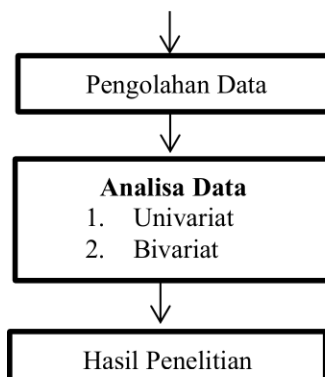 Pengolahan Data
Analisa Data
1. Univariat
2. Bivariat
Hasil Penelitian